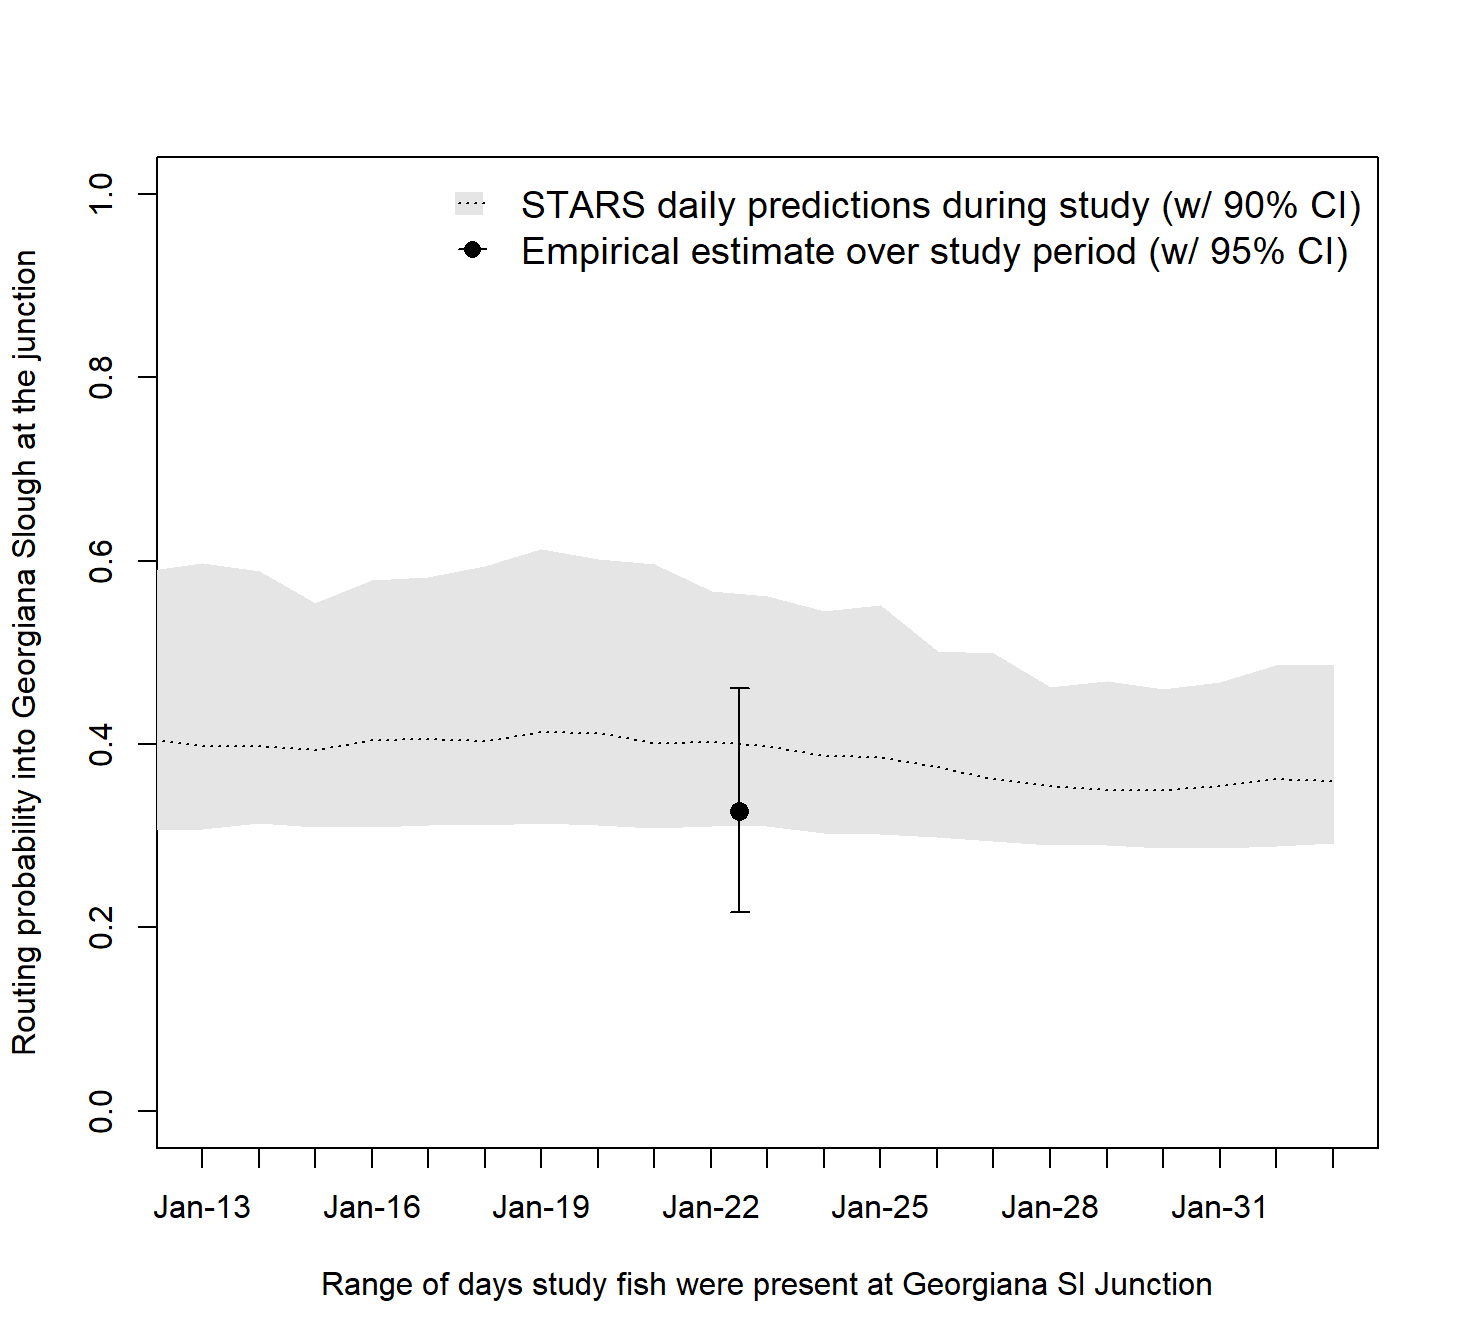 STARS daily predictions during study (w/ 90% CI)
Empirical estimate over study period (w/ 95% CI)
Routing probability into Georgiana Slough at the junction
1.0
0.8
0.6
0.4
0.2
0.0
Jan-13 Jan-16 Jan-19 Jan-22 Jan-25 Jan-28 Jan-31
Range of days study fish were present at Georgiana Sl Junction